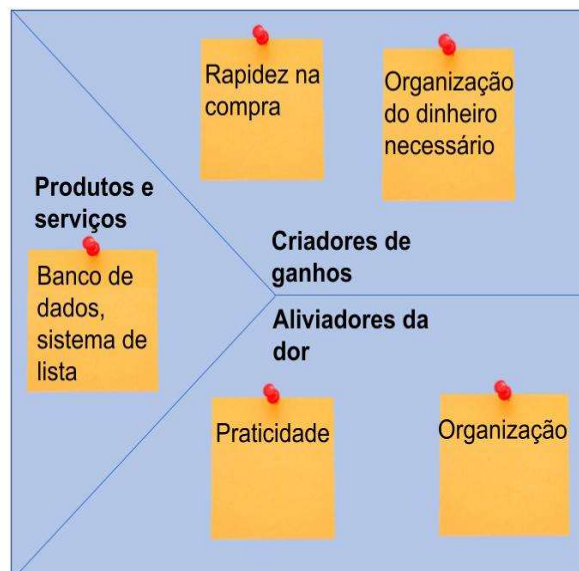 Rapidez na
compra
Organização
do dinheiro
necessário
Produtos e
serviços
Banco de
dados,
sistema de
lista
Criadores de
ganhos
Aliviadores da
dor
Praticidade
Organização